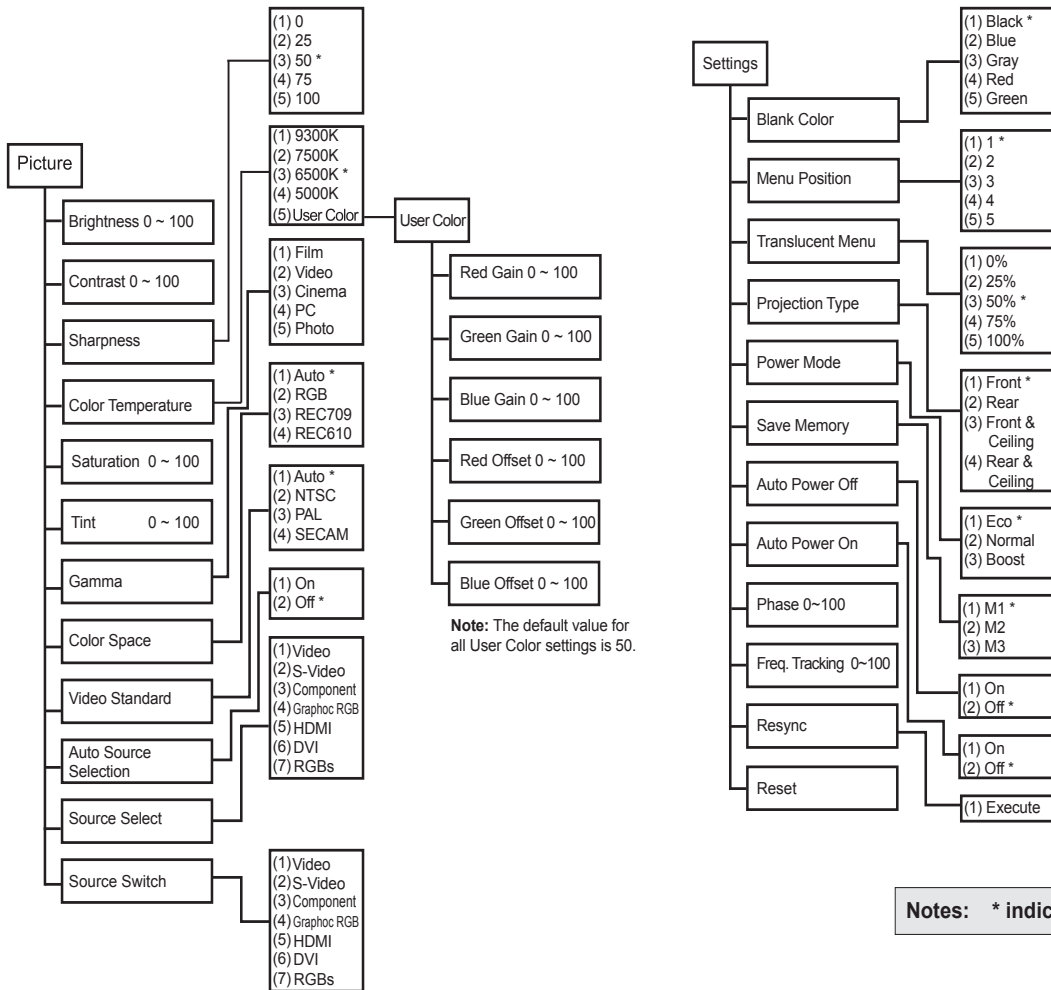 Picture
Brightness 0 ~ 100
Contrast 0 ~ 100
Sharpness
Color Temperature
Saturation 0 ~ 100
Tint 0 ~ 100
Gamma
Color Space
Video Standard
Auto Source
Selection
Source Select
Source Switch
(1) 0
(2) 25
(3) 50 *
(4) 75
(5) 100
(1) 9300K
(2) 7500K
(3) 6500K *
(4) 5000K
(5) User Color
(1) Film
(2) Video
(3) Cinema
(4) PC
(5) Photo
(1) Auto *
(2) RGB
(3) REC709
(4) REC610
(1) Auto *
(2) NTSC
(3) PAL
(4) SECAM
(1) On
(2) Off *
(1) Video
(2) S-Video
(3) Component
(4) Graphoc RGB
(5) HDMI
(6) DVI
(7) RGBs
(1) Video
(2) S-Video
(3) Component
(4) Graphoc RGB
(5) HDMI
(6) DVI
(7) RGBs
User Color
Red Gain 0 ~ 100
Green Gain 0 ~ 100
Blue Gain 0 ~ 100
Red Offset 0 ~ 100
Green Offset 0 ~ 100
Blue Offset 0 ~ 100
Note: The default value for
all User Color settings is 50.
Settings
Blank Color
Menu Position
Translucent Menu
Projection Type
Power Mode
Save Memory
Auto Power Off
Auto Power On
Phase 0~100
Freq. Tracking 0~100
Resync
Reset
(1) Black *
(2) Blue
(3) Gray
(4) Red
(5) Green
(1) 1 *
(2) 2
(3) 3
(4) 4
(5) 5
(1) 0%
(2) 25%
(3) 50% *
(4) 75%
(5) 100%
(1) Front *
(2) Rear
(3) Front &
Ceiling
(4) Rear &
Ceiling
(1) Eco *
(2) Normal
(3) Boost
(1) M1 *
(2) M2
(3) M3
(1) On
(2) Off *
(1) On
(2) Off *
(1) Execute
Notes: * indic